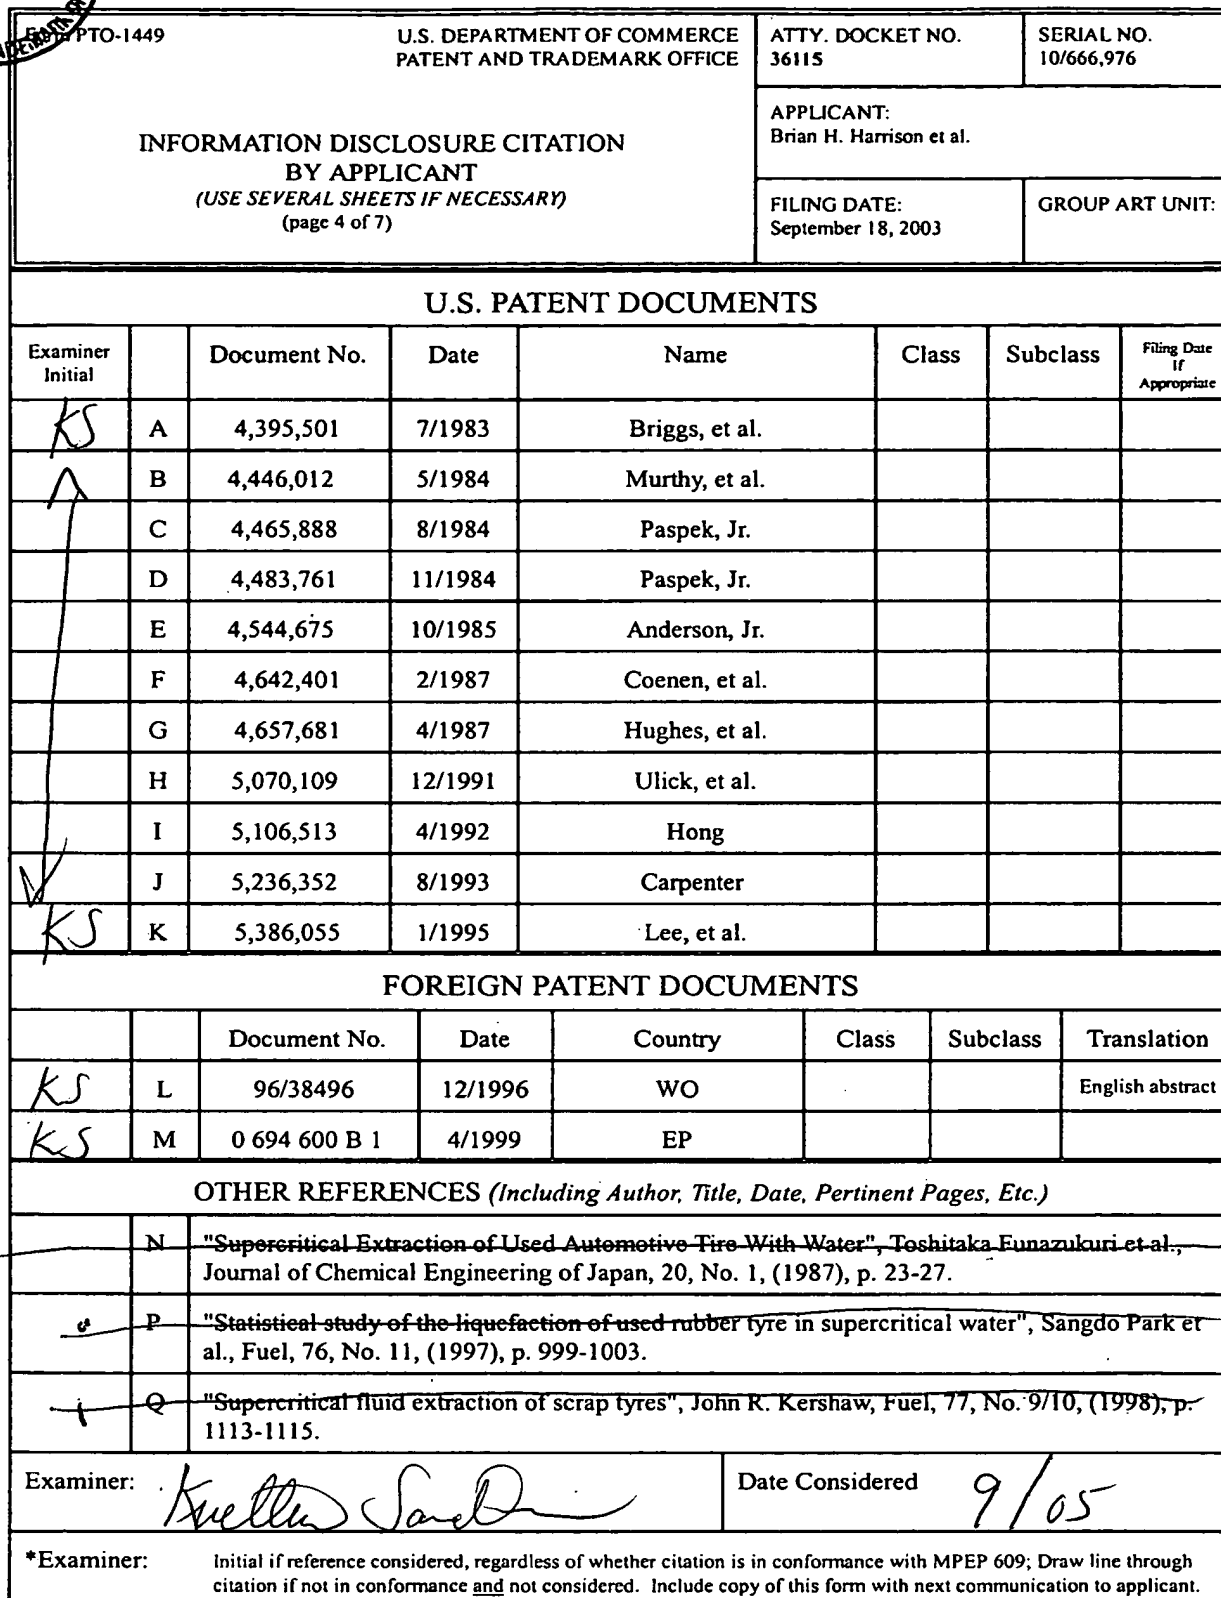 PTO-1449 U.S. DEPARTMENT OF COMMERCE
PATENT AND TRADEMARK OFFICE
ATTY. DOCKET NO.
36115
SERIAL NO.
10/666,976
INFORMATION DISCLOSURE CITATION
BY APPLICANT
(USE SEVERAL SHEETS IF NECESSARY)
(page 4 of 7)
APPLICANT:
Brian H. Harrison et al.
FILING DATE:
September 18, 2003
GROUP ART UNIT:
U.S. PATENT DOCUMENTS
Examiner Initial Document No. Date Name Class Subclass Filing Date If Appropriate
KS A 4,395,501 7/1983 Briggs, et al.
B 4,446,012 5/1984 Murthy, et al.
C 4,465,888 8/1984 Paspek, Jr.
D 4,483,761 11/1984 Paspek, Jr.
E 4,544,675 10/1985 Anderson, Jr.
F 4,642,401 2/1987 Coenen, et al.
G 4,657,681 4/1987 Hughes, et al.
H 5,070,109 12/1991 Ulick, et al.
I 5,106,513 4/1992 Hong
J 5,236,352 8/1993 Carpenter
KS K 5,386,055 1/1995 Lee, et al.
FOREIGN PATENT DOCUMENTS
Document No. Date Country Class Subclass Translation
KS L 96/38496 12/1996 WO English abstract
KS M 0 694 600 B 1 4/1999 EP
OTHER REFERENCES (Including Author, Title, Date, Pertinent Pages, Etc.)
N "Supercritical Extraction of Used Automotive Tire With Water", Toshitaka Funazukuri et al.,
Journal of Chemical Engineering of Japan, 20, No. 1, (1987), p. 23-27.
P "Statistical study of the liquefaction of used rubber tyre in supercritical water", Sangdo Park et
al., Fuel, 76, No. 11, (1997), p. 999-1003.
Q "Supercritical fluid extraction of scrap tyres", John R. Kershaw, Fuel, 77, No. 9/10, (1998), p.
1113-1115.
Examiner:
Date Considered 9/05
*Examiner: Initial if reference considered, regardless of whether citation is in conformance with MPEP 609; Draw line through
citation if not in conformance and not considered. Include copy of this form with next communication to applicant.